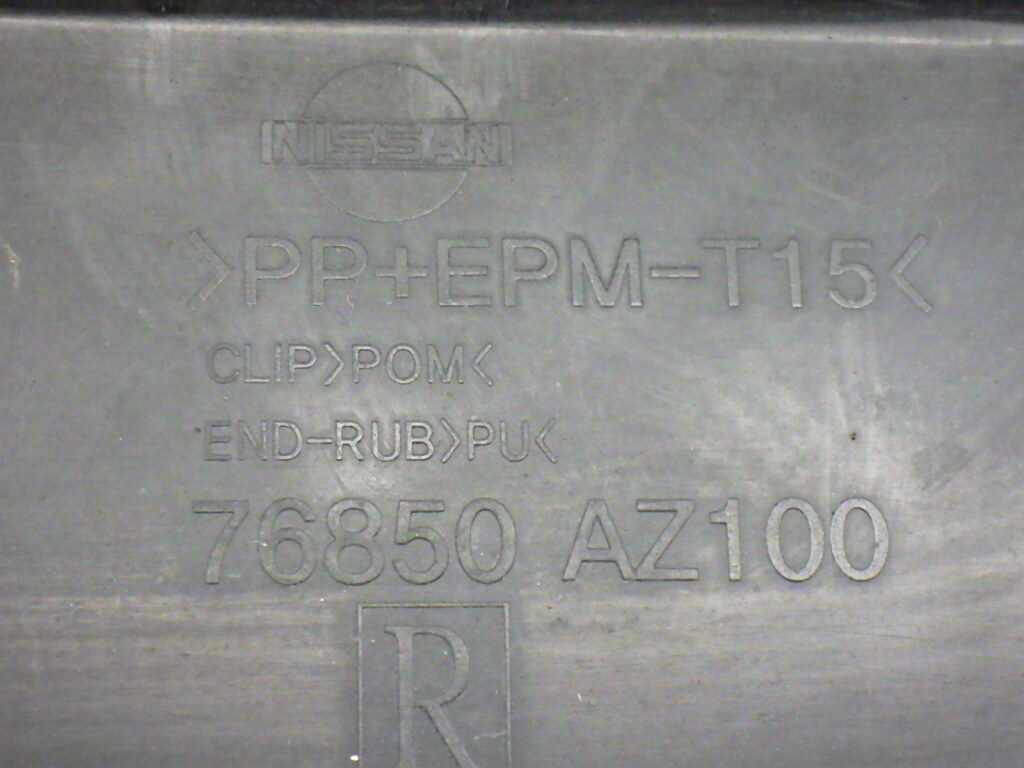 NISSAN
>PP+EPM-T15<
CLIP>POM<
END-RUB>PU<
76850 AZ100
R